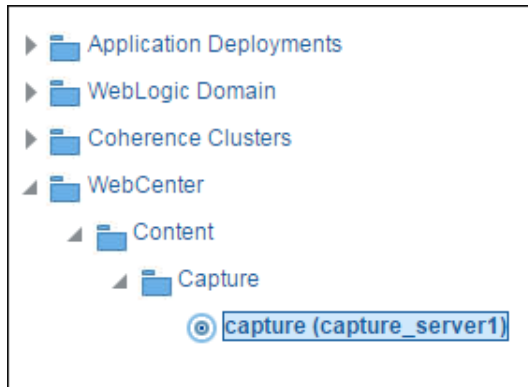 Application Deployments
WebLogic Domain
Coherence Clusters
WebCenter
Content
Capture
capture (capture_server1)